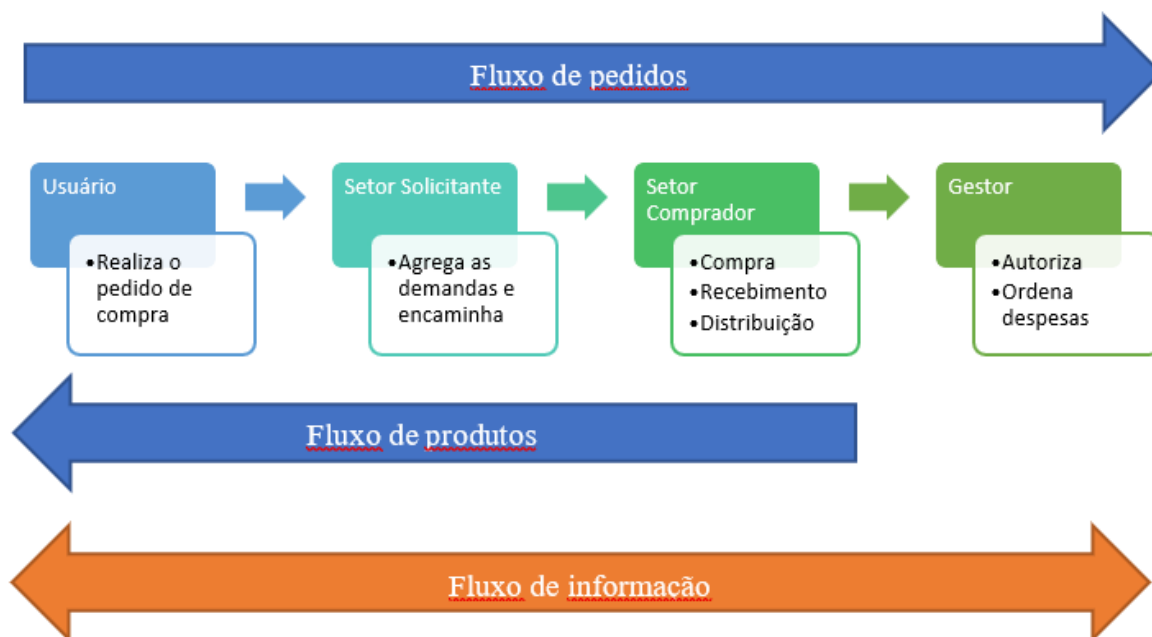 Fluxo de pedidos
Usuário
•Realiza o
pedido de
compra
Setor Solicitante
•Agrega as
demandas e
encaminha
Setor
Comprador
•Compra
•Recebimento
•Distribuição
Gestor
•Autoriza
•Ordena
despesas
Fluxo de produtos
Fluxo de informação